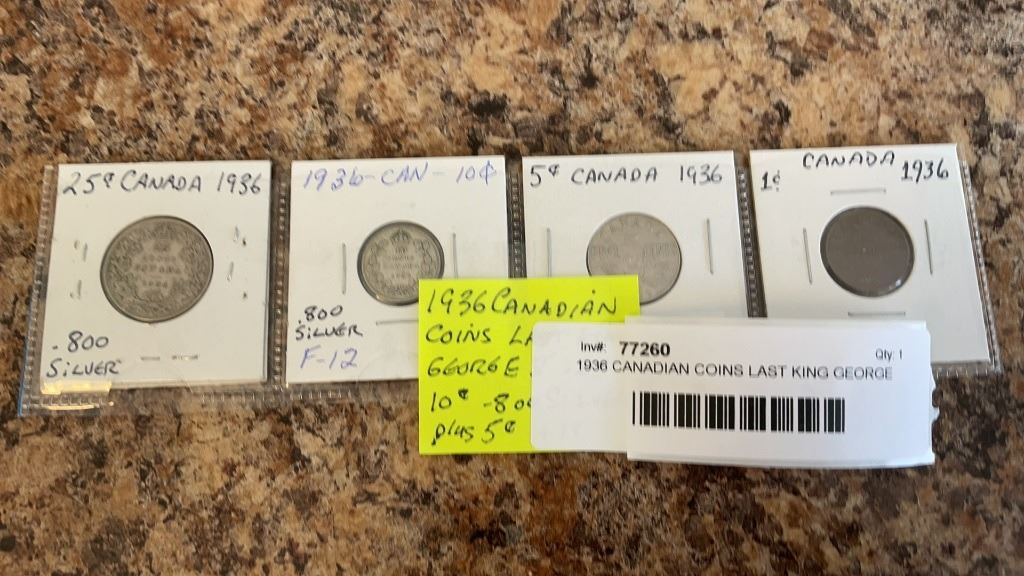 25¢ CANADA 1936
.800
SILVER
1936-CAN-10¢
.800
SILVER
F-12
5¢ CANADA 1936
CANADA
1¢ 1936
1936 CANADIAN
COINS
GEORGE
10¢ -80
plus 5¢
Inv#: 77260
Qty: 1
1936 CANADIAN COINS LAST KING GEORGE